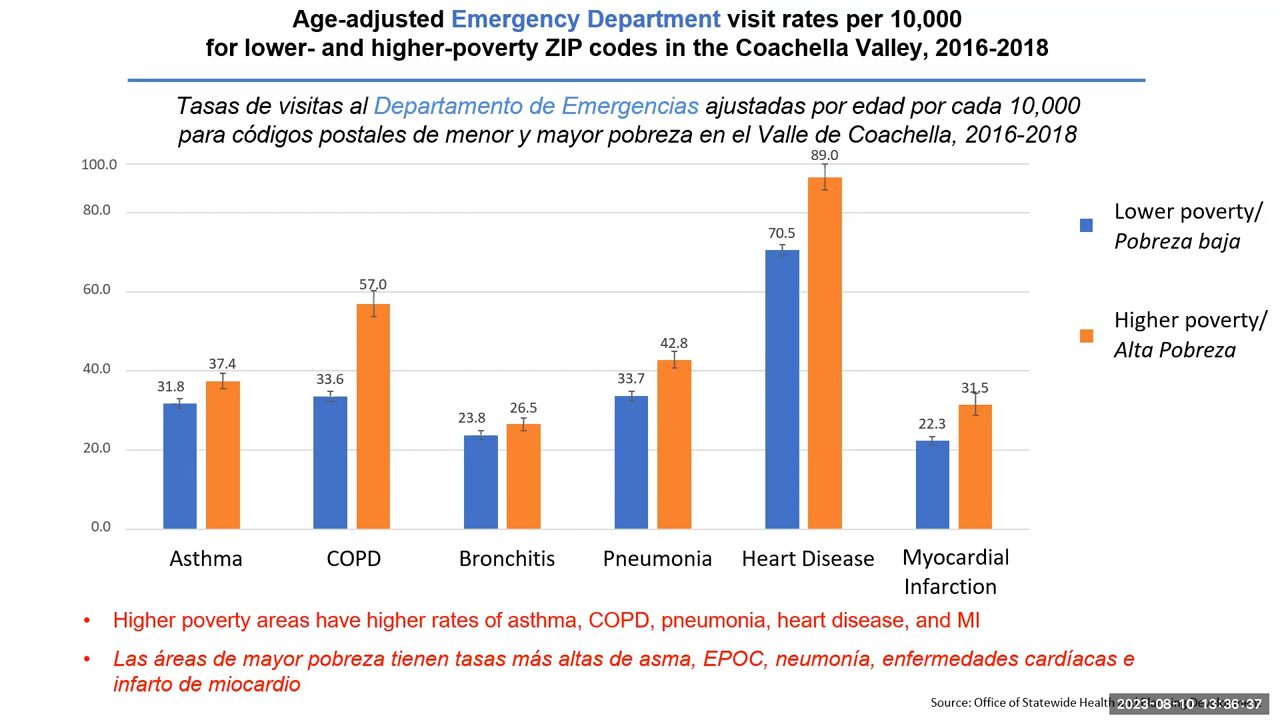 Age-adjusted Emergency Department visit rates per 10,000
for lower- and higher-poverty ZIP codes in the Coachella Valley, 2016-2018
Tasas de visitas al Departamento de Emergencias ajustadas por edad por cada 10,000
para códigos postales de menor y mayor pobreza en el Valle de Coachella, 2016-2018
100.0
80.0
60.0
40.0
20.0
0.0
31.8
37.4
33.6
57.0
23.8
26.5
33.7
42.8
70.5
89.0
22.3
31.5
Asthma
COPD
Bronchitis
Pneumonia
Heart Disease
Myocardial
Infarction
Lower poverty/
Pobreza baja
Higher poverty/
Alta Pobreza
• Higher poverty areas have higher rates of asthma, COPD, pneumonia, heart disease, and MI
• Las áreas de mayor pobreza tienen tasas más altas de asma, EPOC, neumonía, enfermedades cardíacas e
infarto de miocardio
Source: Office of Statewide Health
2023-08-10 13:36:37